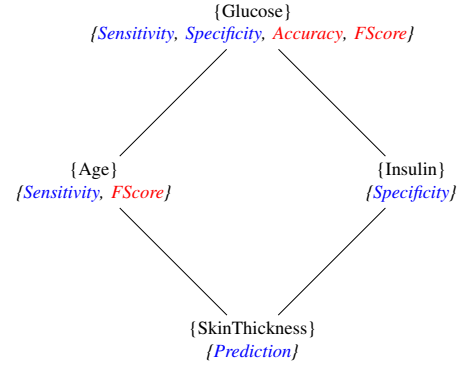 {Glucose}
{Sensitivity, Specificity, Accuracy, FScore}
{Age}
{Sensitivity, FScore}
{Insulin}
{Specificity}
{SkinThickness}
{Prediction}